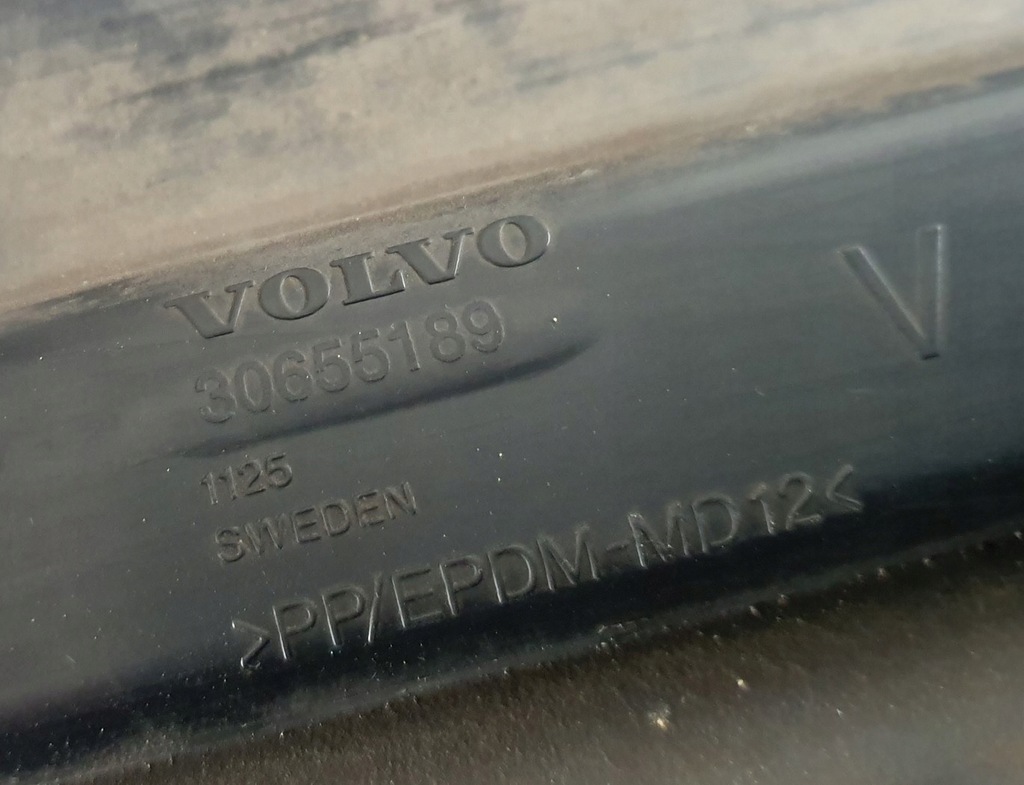 VOLVO
30655189
V
1125
SWEDEN
>PP/EPDM-MD12<